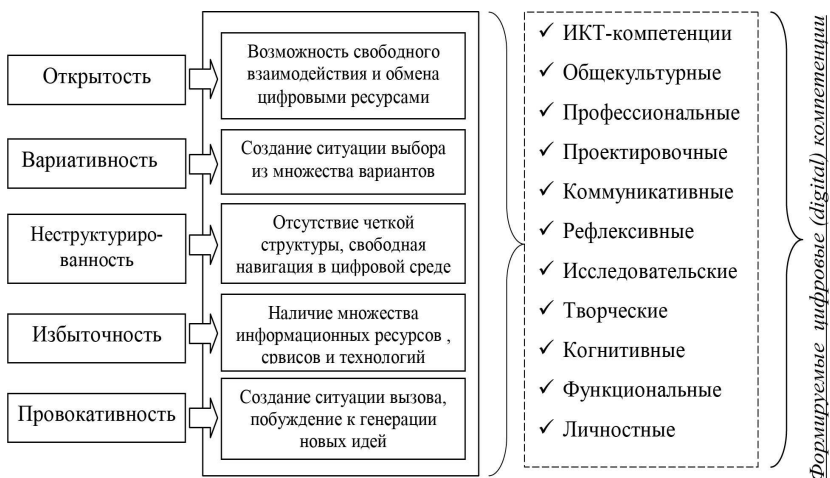 Открытость
Возможность свободного
взаимодействия и обмена
цифровыми ресурсами
Вариативность
Создание ситуации выбора
из множества вариантов
Неструктуриро-
ванность
Отсутствие четкой
структуры, свободная
навигация в цифровой среде
Избыточность
Наличие множества
информационных ресурсов ,
срвисов и технологий
Провокативность
Создание ситуации вызова,
побуждение к генерации
новых идей
✓ ИКТ-компетенции
✓ Общекультурные
✓ Профессиональные
✓ Проектировочные
✓ Коммуникативные
✓ Рефлексивные
✓ Исследовательские
✓ Творческие
✓ Когнитивные
✓ Функциональные
✓ Личностные
Формируемые цифровые (digital) компетенции